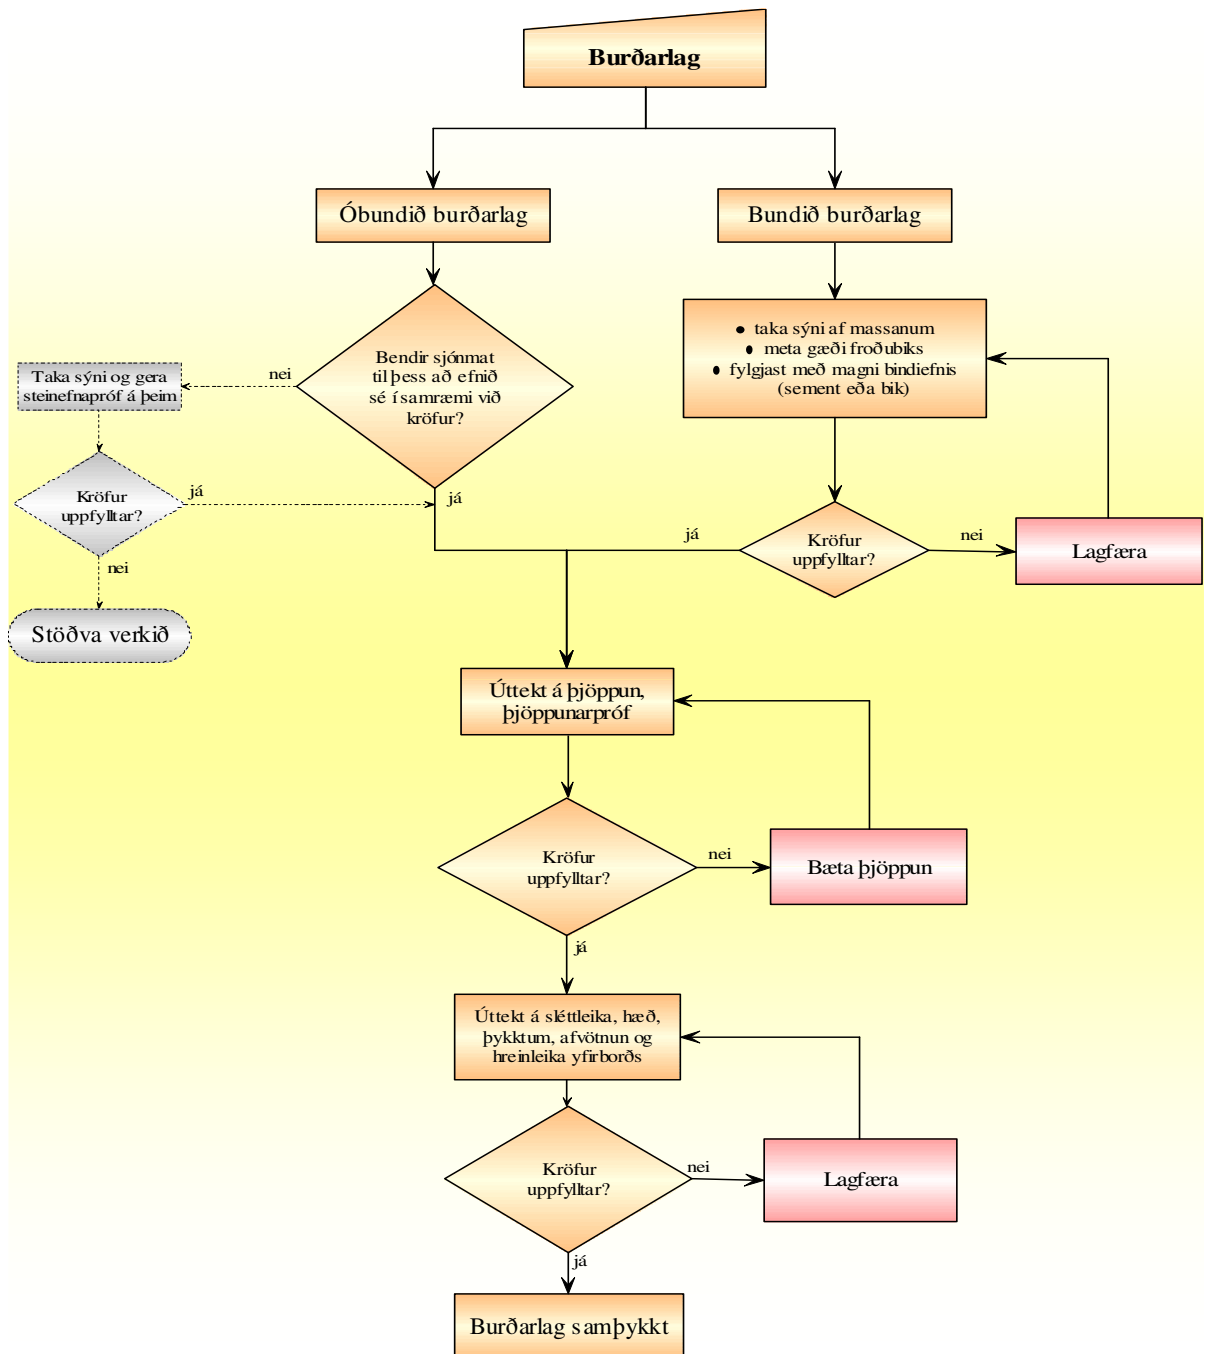 Burðarlag
Óbundið burðarlag
Bundið burðarlag
Bendir sjónmat
til þess að efnið
sé í samræmi við
kröfur?
nei
Taka sýni og gera
steinefnapróf á þeim
Kröfur
uppfylltar?
já
nei
Stöðva verkið
já
• taka sýni af massanum
• meta gæði froðubiks
• fylgjast með magni bindiefnis
(sement eða bik)
Kröfur
uppfylltar?
já
nei
Lagfæra
Úttekt á þjöppun,
þjöppunarpróf
Kröfur
uppfylltar?
nei
Bæta þjöppun
já
Úttekt á sléttleika, hæð,
þykktum, afvötnun og
hreinleika yfirborðs
Kröfur
uppfylltar?
nei
Lagfæra
já
Burðarlag samþykkt